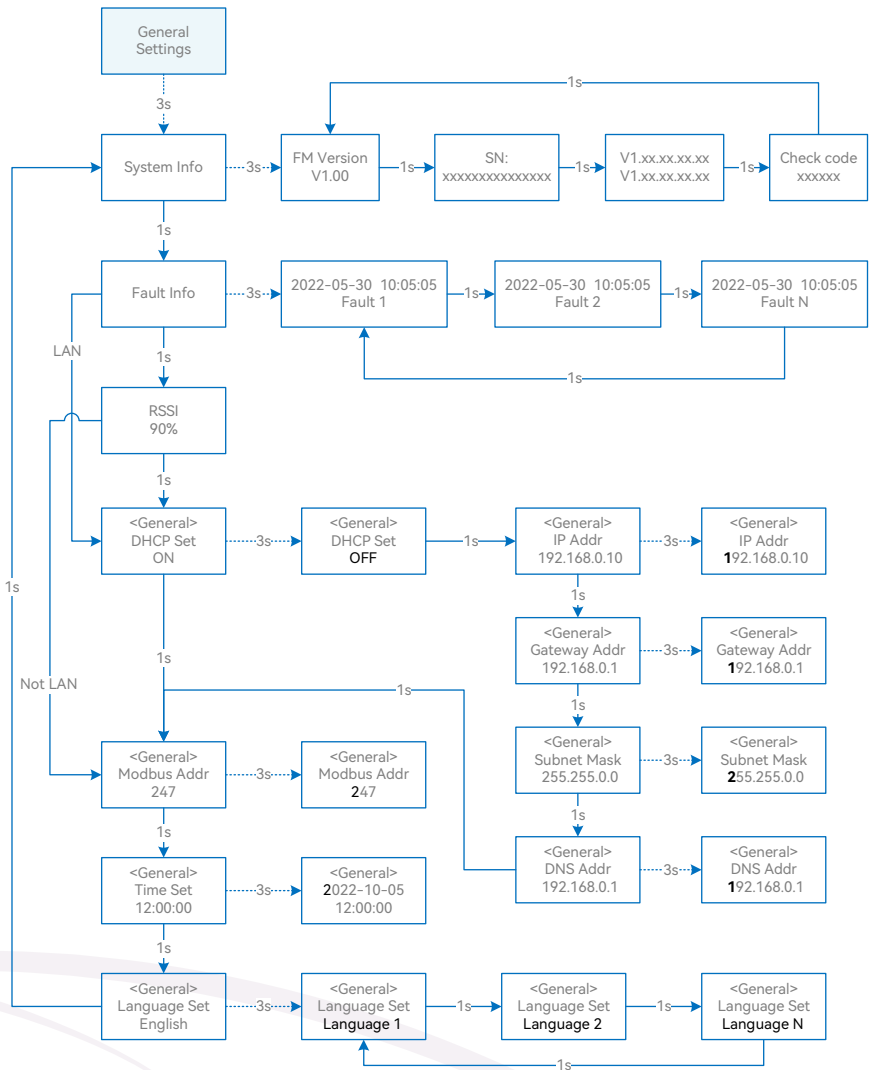 General
Settings
3s
1s
System Info
3s
FM Version
V1.00
1s
SN:
xxxxxxxxxxxxxxx
1s
V1.xx.xx.xx.xx
V1.xx.xx.xx.xx
1s
Check code
xxxxxx
1s
Fault Info
3s
2022-05-30 10:05:05
Fault 1
1s
2022-05-30 10:05:05
Fault 2
1s
2022-05-30 10:05:05
Fault N
LAN
1s
1s
RSSI
90%
1s
<General>
DHCP Set
ON
3s
<General>
DHCP Set
OFF
1s
<General>
IP Addr
192.168.0.10
3s
<General>
IP Addr
192.168.0.10
1s
1s
<General>
Gateway Addr
192.168.0.1
3s
<General>
Gateway Addr
192.168.0.1
1s
Not LAN
1s
1s
<General>
Modbus Addr
247
3s
<General>
Modbus Addr
247
<General>
Subnet Mask
255.255.0.0
3s
<General>
Subnet Mask
255.255.0.0
1s
1s
<General>
Time Set
12:00:00
3s
2022-10-05
12:00:00
<General>
DNS Addr
192.168.0.1
3s
<General>
DNS Addr
192.168.0.1
1s
<General>
Language Set
English
3s
<General>
Language Set
Language 1
1s
<General>
Language Set
Language 2
1s
<General>
Language Set
Language N
1s